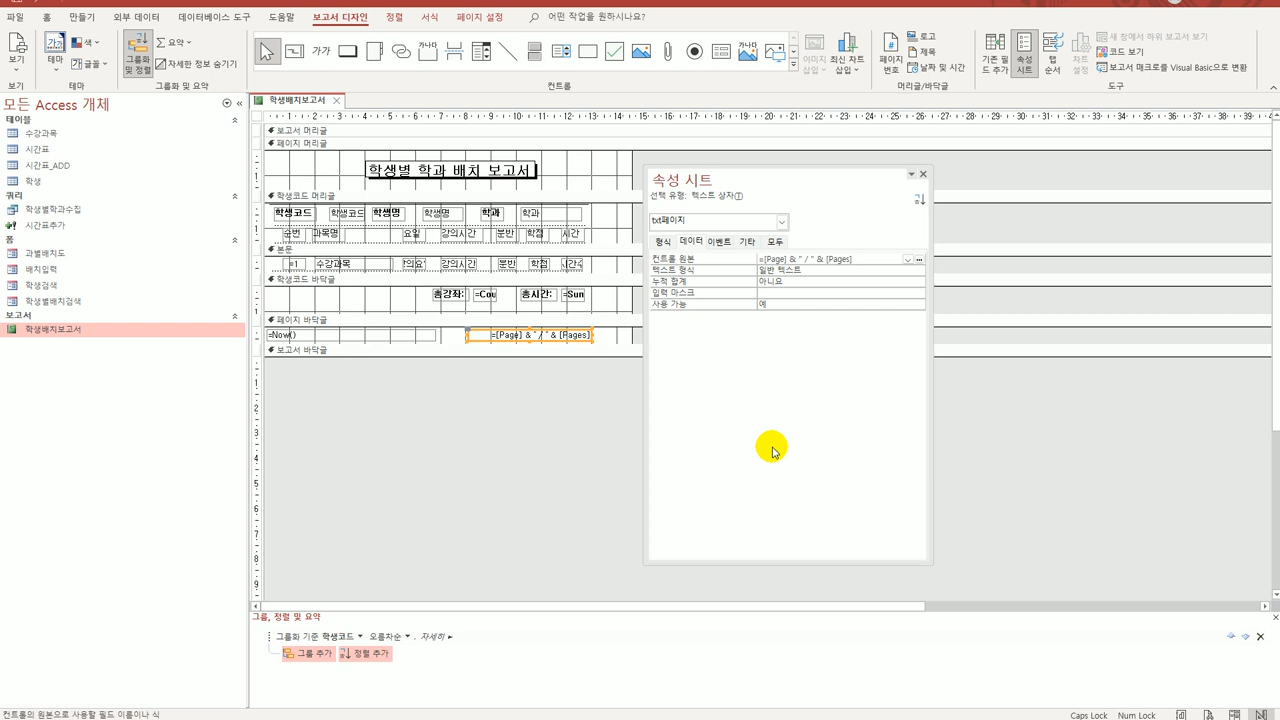 파일 홈 만들기 외부 데이터 데이터베이스 도구 도움말 보고서 디자인 정렬 서식 페이지 설정 어떤 작업을 원하시나요?
보기 테마 색 글꼴 그룹화 및 정렬 요약 자세한 정보 숨기기 가가 이미지 삽입 최신 차트 삽입 페이지 번호 로고 제목 날짜 및 시간 기존 필드 추가 속성 시트 탭 순서 차트 설정 새 창에서 하위 보고서 보기 코드 보기 보고서 매크로를 Visual Basic으로 변환
보기 테마 그룹화 및 요약 컨트롤 머리글/바닥글 도구
모든 Access 개체
테이블
수강과목
시간표
시간표_ADD
학생
쿼리
학생별학과수집
시간표추가
폼
과별배치도
배치입력
학생검색
학생별배치검색
보고서
학생배치보고서
학생배치보고서
보고서 머리글
페이지 머리글
학생별 학과 배치 보고서
학생코드 머리글
학생코드 학생코드 학생명 학생명 학과 학과
순번 과목명 요일 강의시간 분반 학점 시간
본문
=1 수강과목 강의시간 분반 학점
학생코드 바닥글
총강좌: =Cou 총시간: =Sun
페이지 바닥글
=Now() =[Page] & " / " & [Pages]
보고서 바닥글
속성 시트
선택 유형: 텍스트 상자(T)
txt페이지
형식 데이터 이벤트 기타 모두
컨트롤 원본 =[Page] & " / " & [Pages]
텍스트 형식 일반 텍스트
누적 합계 아니요
입력 마스크
사용 가능 예
그룹, 정렬 및 요약
그룹화 기준 학생코드 오름차순 , 자세히
그룹 추가 정렬 추가
컨트롤의 원본으로 사용할 필드 이름이나 식
Caps Lock Num Lock